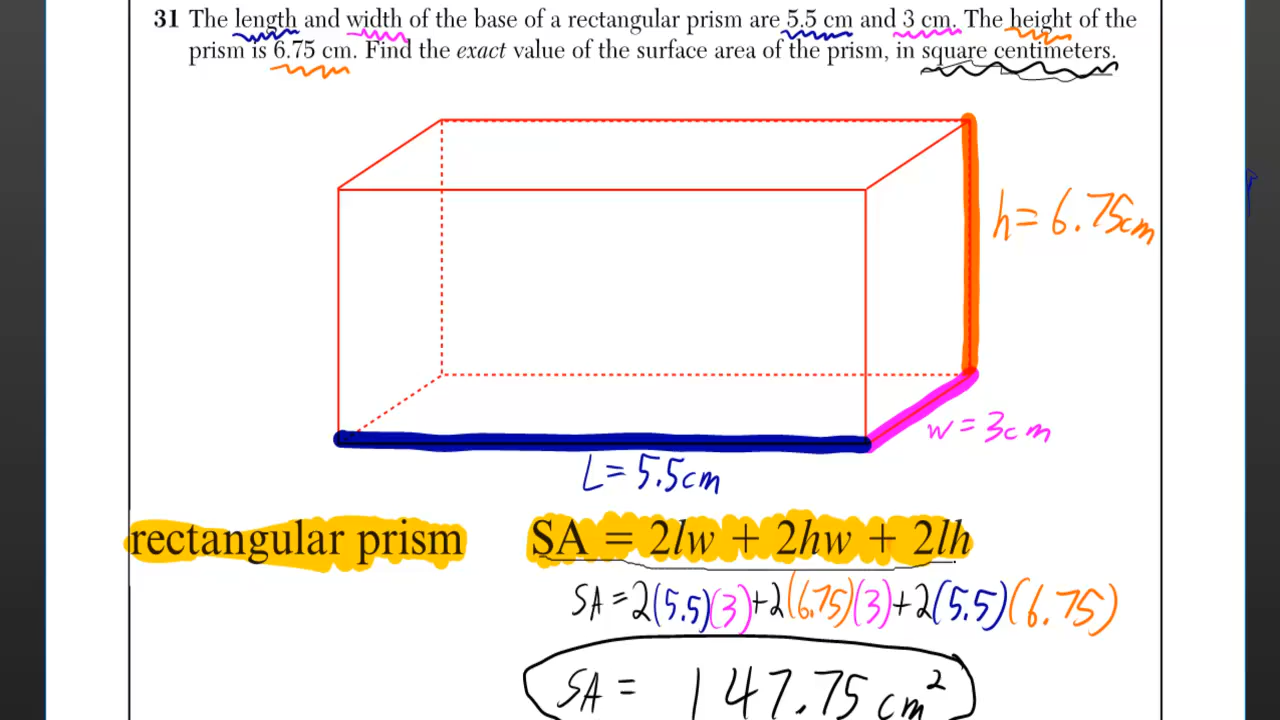 31 The length and width of the base of a rectangular prism are 5.5 cm and 3 cm. The height of the
prism is 6.75 cm. Find the exact value of the surface area of the prism, in square centimeters.
h = 6.75cm
w = 3cm
L = 5.5cm
rectangular prism SA = 2lw + 2hw + 2lh
SA = 2(5.5)(3)+2(6.75)(3)+2(5.5)(6.75)
SA = 147.75 cm²